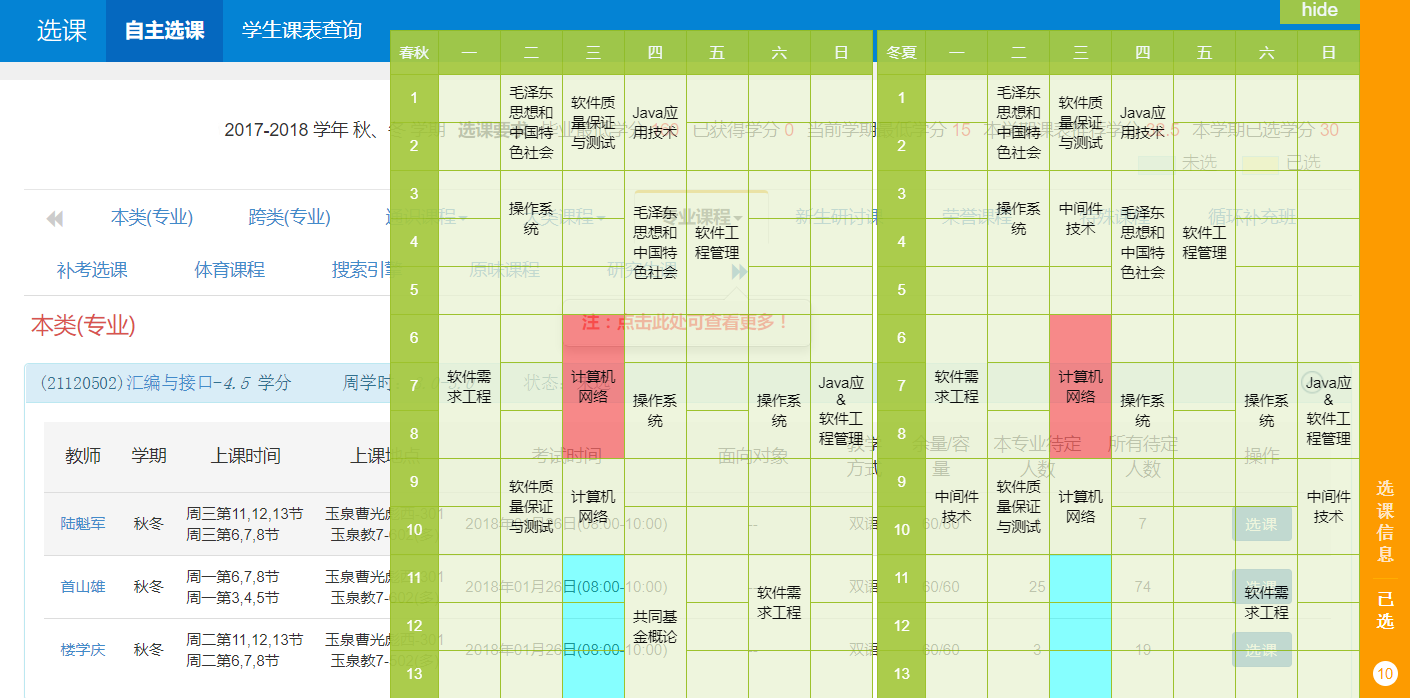 选课 自主选课 学生课表查询 hide
春秋 一 二 三 四 五 六 日 冬夏 一 二 三 四 五 六 日
2017-2018 学年 秋、冬 学期 选课要求 毕业最低学分 已获得学分 0 当前学期最低学分 15 本学期已选学分 30
未选 已选
本类(专业) 跨类(专业) 通识课程 大类课程 专业课程 新生研讨课 荣誉课程 特殊课程 循环补充班
补考选课 体育课程 搜索引擎 原味课程
注：点击此处可查看更多！
本类(专业)
(21120502)汇编与接口-4.5 学分 周学时 状态：
教师 学期 上课时间 上课地点 考试时间 面向对象 教学方式 余量/容量 本专业待定人数 所有待定人数 操作
陆魁军 秋冬 周三第11,12,13节 玉泉曹光彪西-301 2018年01月26日(08:00-10:00) -- 双语 60/60 7 选课
周三第6,7,8节 玉泉教7-602(多)
首山雄 秋冬 周一第6,7,8节 玉泉曹光彪西-301 2018年01月26日(08:00-10:00) -- 双语 60/60 25 74 选课
周一第3,4,5节 玉泉教7-602(多)
楼学庆 秋冬 周二第11,12,13节 玉泉曹光彪西-301 2018年01月26日(08:00-10:00) -- 双语 60/60 3 19 选课
周二第6,7,8节 玉泉教7-502(多)
1
2
3
4
5
6
7
8
9
10
11
12
13
毛泽东
思想和
中国特
色社会
软件质
量保证
与测试
Java应
用技术
操作系
统
毛泽东
思想和
中国特
色社会
软件工
程管理
软件需
求工程
计算机
网络
操作系
统
操作系
统
Java应
&
软件工
程管理
软件质
量保证
与测试
计算机
网络
共同基
金概论
软件需
求工程
1
2
3
4
5
6
7
8
9
10
11
12
13
毛泽东
思想和
中国特
色社会
软件质
量保证
与测试
Java应
用技术
操作系
统
中间件
技术
毛泽东
思想和
中国特
色社会
软件工
程管理
软件需
求工程
计算机
网络
操作系
统
操作系
统
Java应
&
软件工
程管理
中间件
技术
软件质
量保证
与测试
计算机
网络
中间件
技术
软件需
求工程
选课信息
已选
10